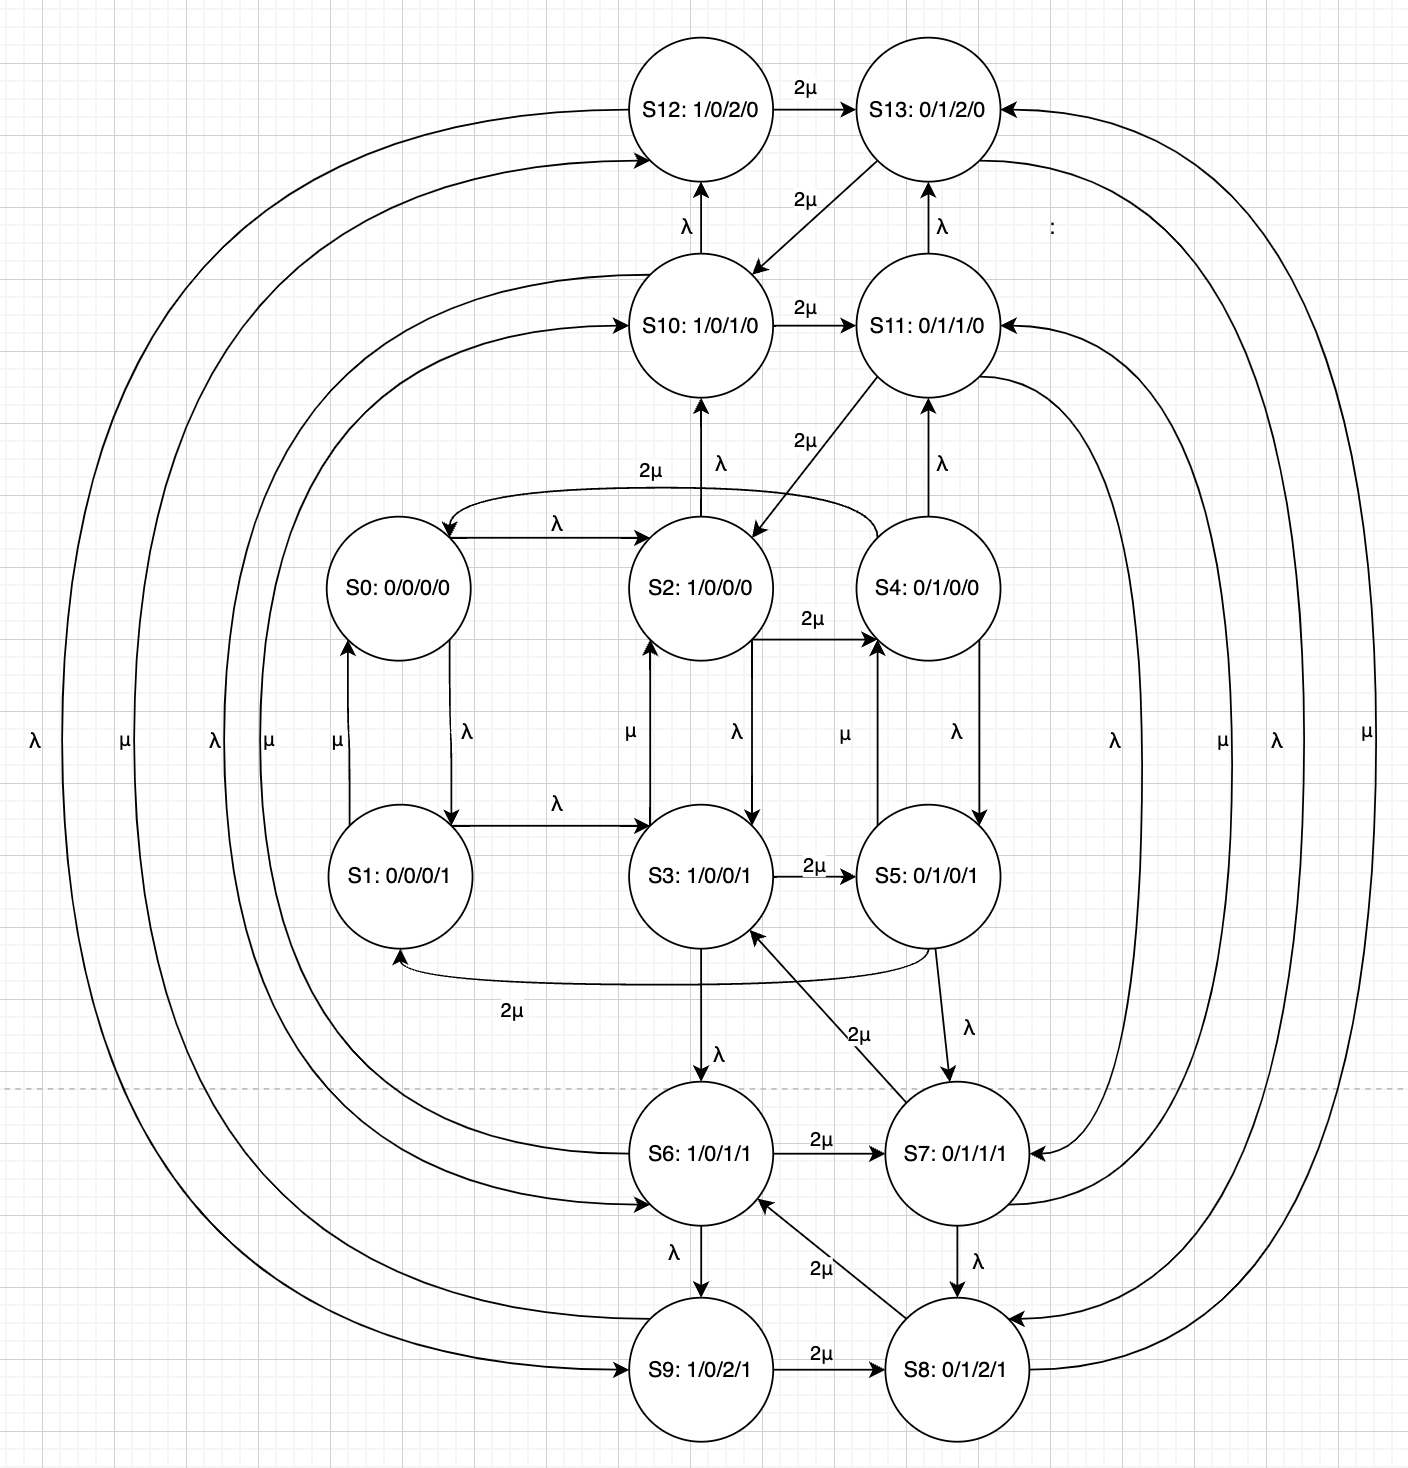 S12: 1/0/2/0
2μ
S13: 0/1/2/0
2μ
λ
λ
:
S10: 1/0/1/0
2μ
S11: 0/1/1/0
2μ
λ
λ
2μ
λ
S0: 0/0/0/0
S2: 1/0/0/0
S4: 0/1/0/0
2μ
μ
λ
μ
λ
μ
λ
λ
μ
λ
μ
λ
μ
λ
μ
λ
S1: 0/0/0/1
S3: 1/0/0/1
2μ
S5: 0/1/0/1
2μ
λ
2μ
λ
S6: 1/0/1/1
2μ
S7: 0/1/1/1
λ
2μ
λ
S9: 1/0/2/1
2μ
S8: 0/1/2/1